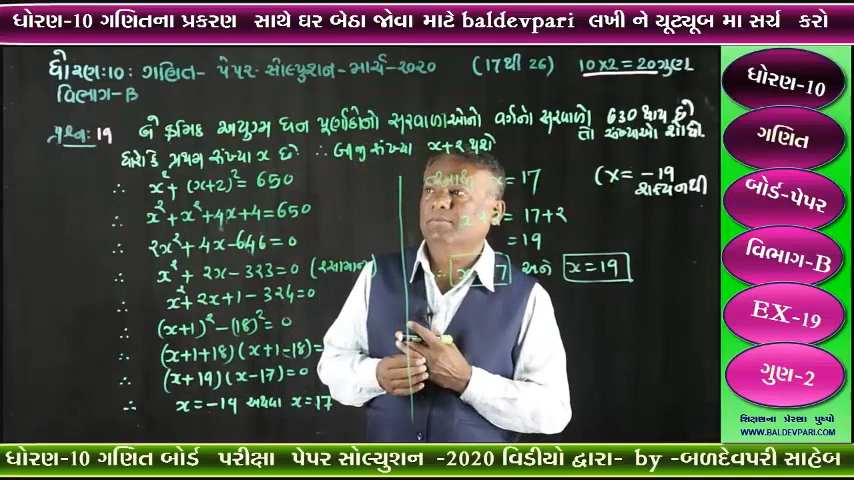 ધોરણ-10 ગણિતના પ્રકરણ સાથે ઘર બેઠા જોવા માટે baldevpari લખી ને યૂટ્યૂબ મા સર્ચ કરો
ધોરણ:10: ગણિત- પેપર સોલ્યુશન-માર્ચ-૨૦૨૦ (17થી 26) 10×2=20ગુણ
વિભાગ-B
પ્રશ્ન: 19 બે ક્રમિક અયુગ્મ ધન પૂર્ણાંકોનો સરવાળાઓનો વર્ગનો સરવાળો 630 થાય છે
તો સંખ્યાઓ શોધો.
ધારો કે પ્રથમ સંખ્યા x છે ∴ બીજી સંખ્યા x+2 થશે
∴ x²+(x+2)²=650
∴ x²+x²+4x+4=650
∴ 2x²+4x-646=0
∴ x²+2x-323=0
∴ x²+2x+1-324=0
∴ (x+1)²-(18)²=0
∴ (x+1+18)(x+1-18)=
∴ (x+19)(x-17)=0
∴ x=-19 અથવા x=17
=17
= 17+2
=19
અને x=19
(x=-19
શક્ય નથી
ધોરણ-10
ગણિત
બોર્ડ-પેપર
વિભાગ-B
EX-19
ગુણ-2
શિક્ષણના પ્રેરણા પુષ્પો
WWW.BALDEVPARI.COM
ધોરણ-10 ગણિત બોર્ડ પરીક્ષા પેપર સોલ્યુશન -2020 વિડીયો દ્વારા- by -બળદેવપરી સાહેબ